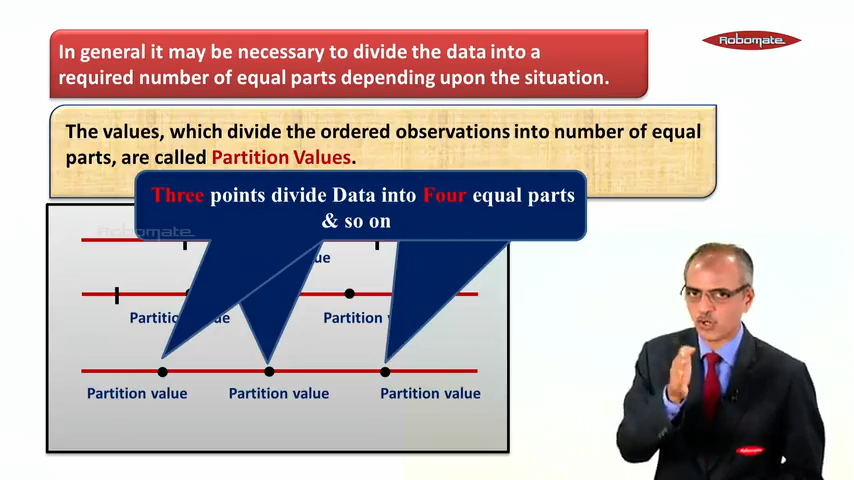 In general it may be necessary to divide the data into a
required number of equal parts depending upon the situation.
Robomate
The values, which divide the ordered observations into number of equal
parts, are called Partition Values.
Three points divide Data into Four equal parts
& so on
Robomate
Partition
Partition
Partition value
Partition value
Partition value
Robomate